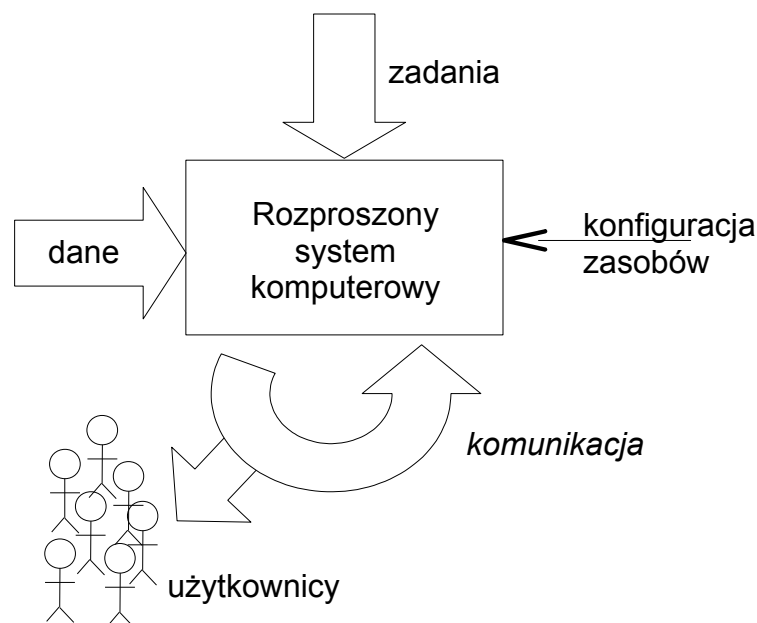 zadania
Rozproszony
system
komputerowy
dane
konfiguracja
zasobów
komunikacja
użytkownicy